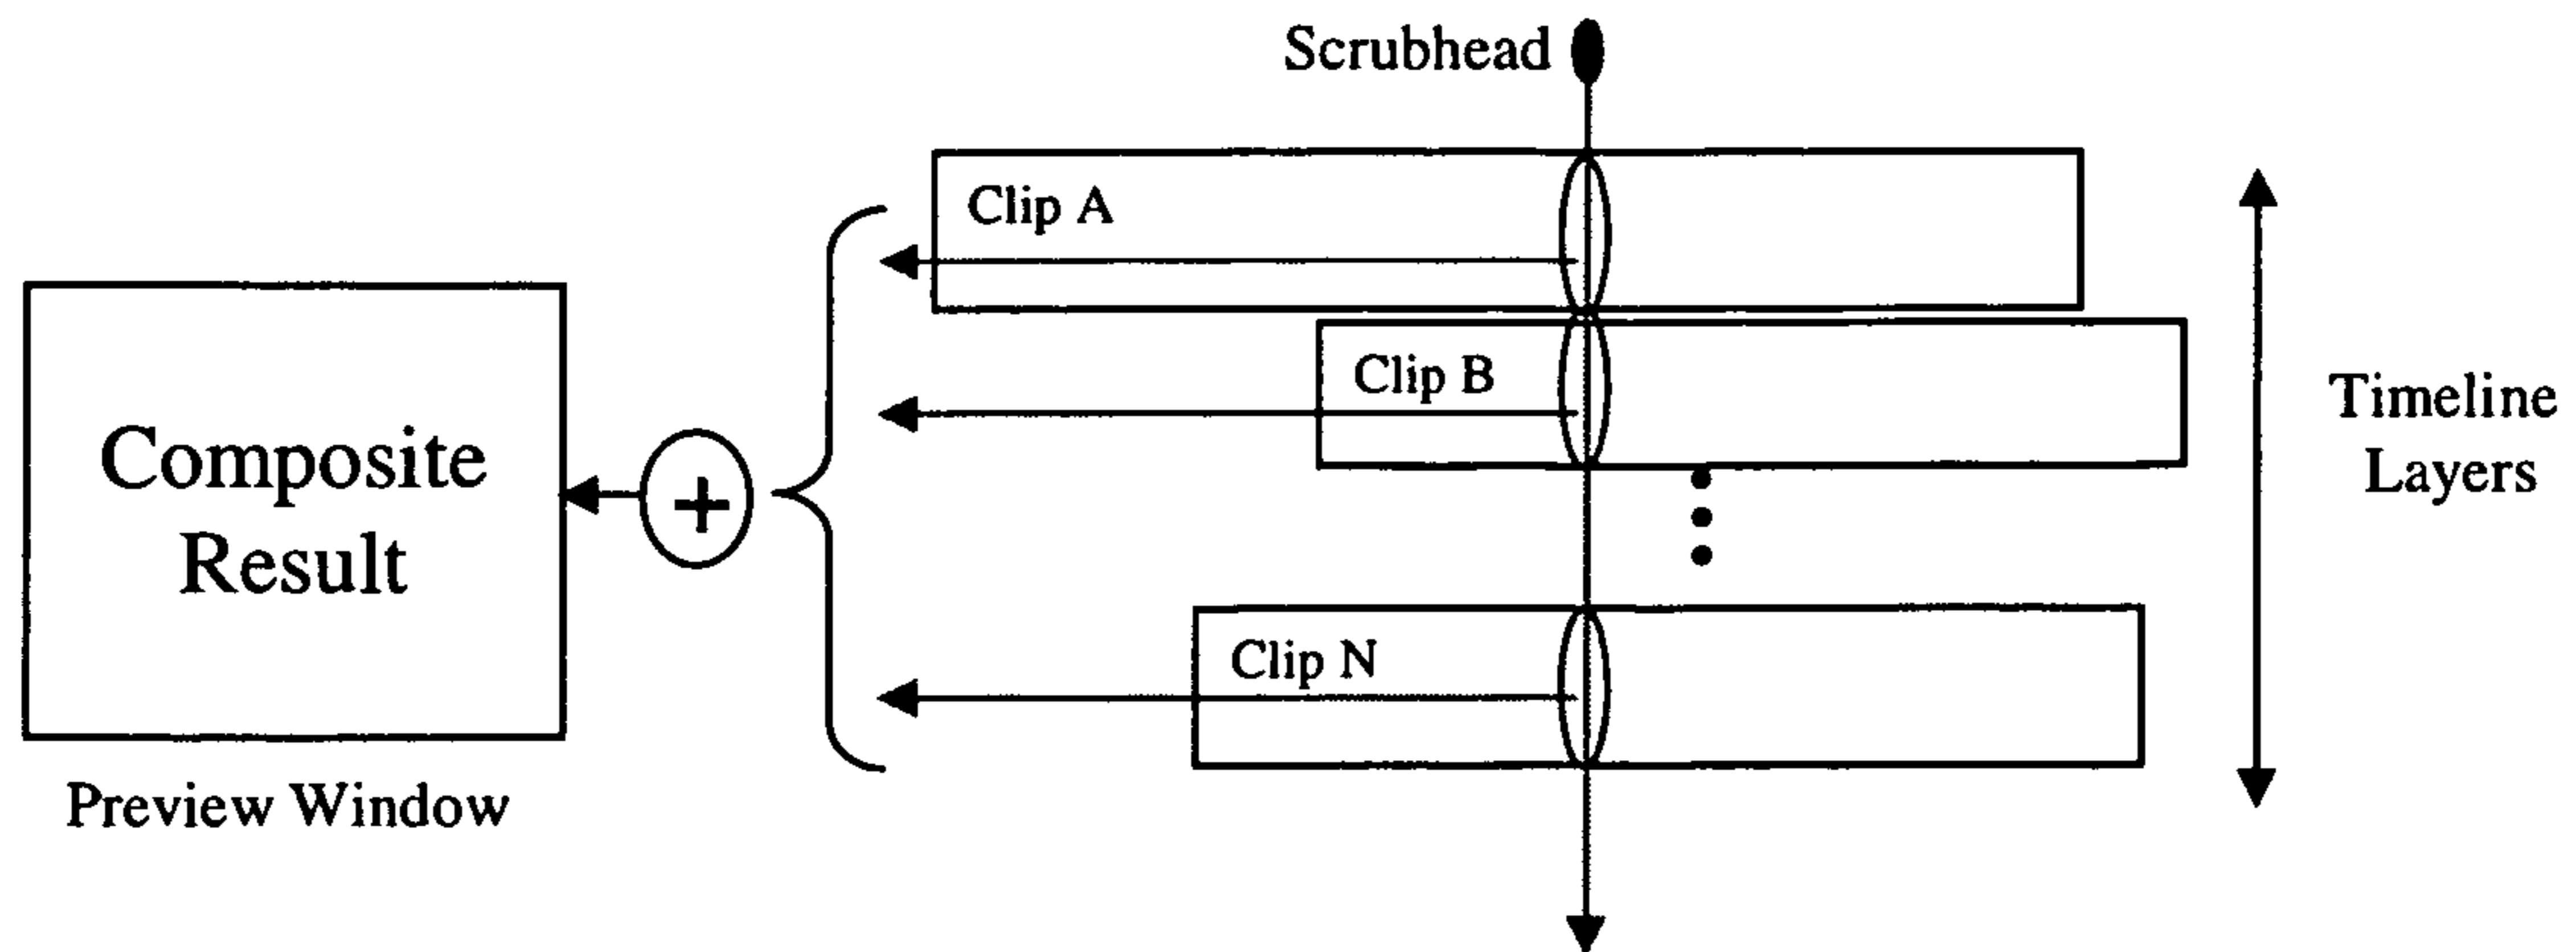 Scrubhead
Clip A
Clip B
Timeline
Layers
Composite
Result
+
Clip N
Preview Window